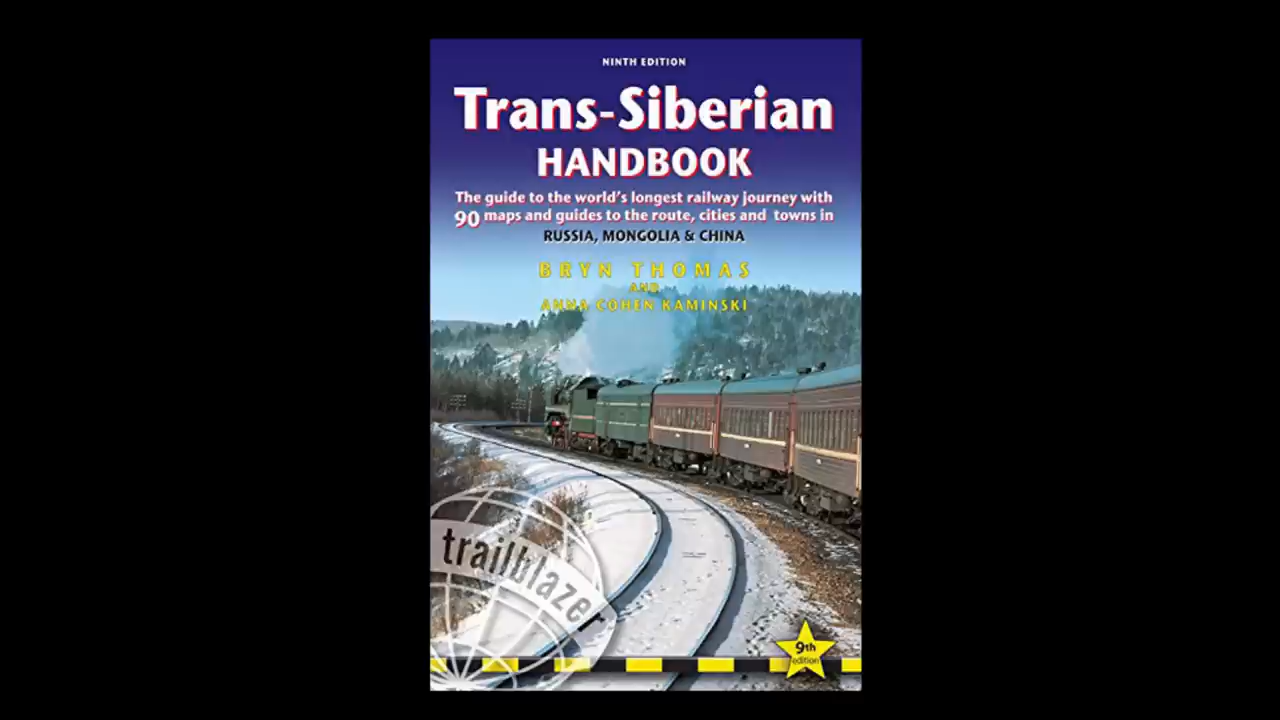 NINTH EDITION
Trans-Siberian
HANDBOOK
The guide to the world's longest railway journey with
90 maps and guides to the route, cities and towns in
RUSSIA, MONGOLIA & CHINA
BRYN THOMAS
AND
ANNA COHEN KAMINSKI
trailblazer
9th
edition